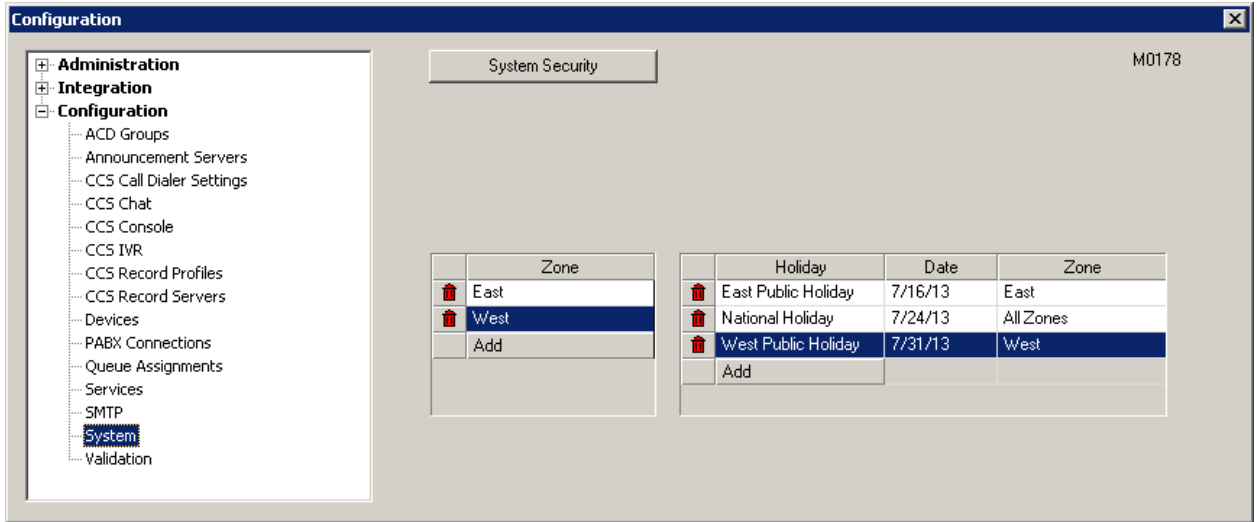 Configuration
Administration
Integration
Configuration
ACD Groups
Announcement Servers
CCS Call Dialer Settings
CCS Chat
CCS Console
CCS IVR
CCS Record Profiles
CCS Record Servers
Devices
PABX Connections
Queue Assignments
Services
SMTP
System
Validation
System Security
M0178
Zone
East
West
Add
Holiday Date Zone
East Public Holiday 7/16/13 East
National Holiday 7/24/13 All Zones
West Public Holiday 7/31/13 West
Add